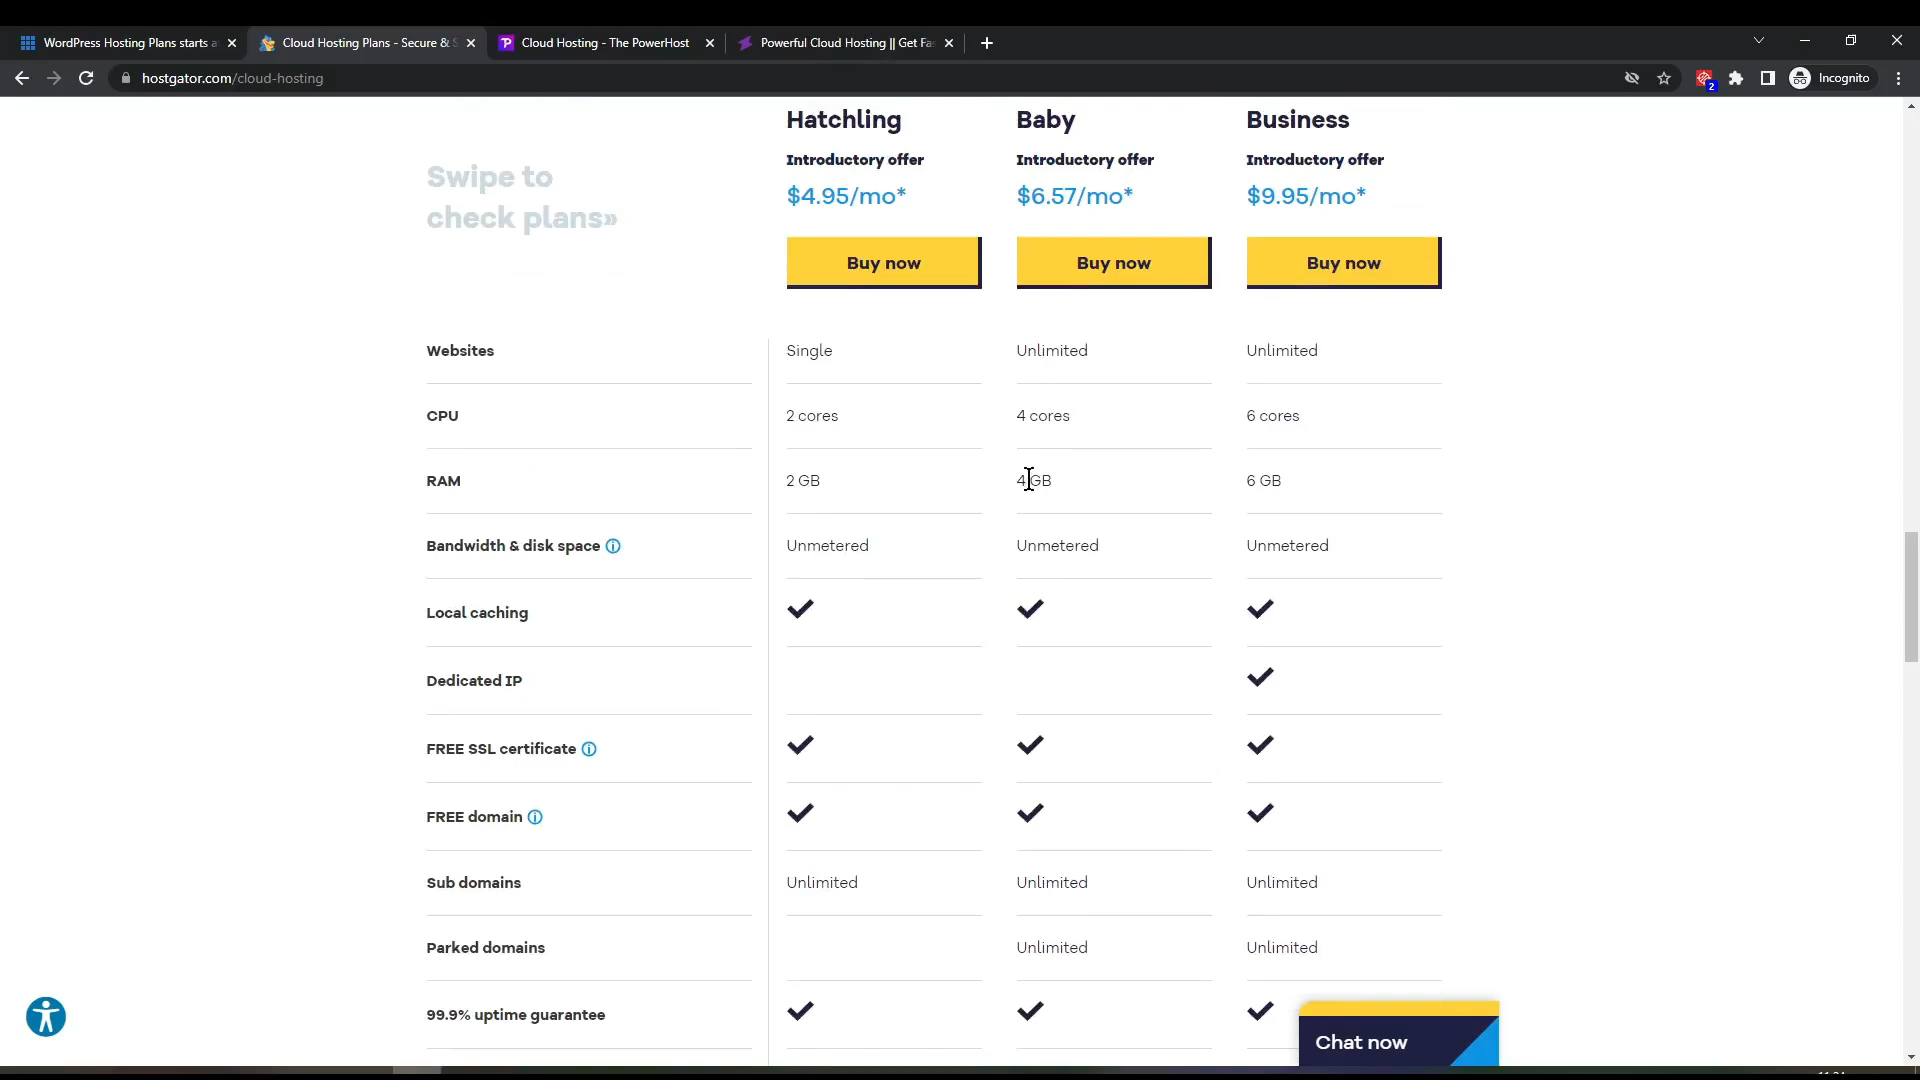 WordPress Hosting Plans starts a
Cloud Hosting Plans - Secure & S
Cloud Hosting - The PowerHost
Powerful Cloud Hosting || Get Fas
hostgator.com/cloud-hosting
2
Incognito
Swipe to
check plans»
Hatchling
Baby
Business
Introductory offer
Introductory offer
Introductory offer
$4.95/mo*
$6.57/mo*
$9.95/mo*
Buy now
Buy now
Buy now
Websites
Single
Unlimited
Unlimited
CPU
2 cores
4 cores
6 cores
RAM
2 GB
4 GB
6 GB
Bandwidth & disk space
Unmetered
Unmetered
Unmetered
Local caching
Dedicated IP
FREE SSL certificate
FREE domain
Sub domains
Unlimited
Unlimited
Unlimited
Parked domains
Unlimited
Unlimited
99.9% uptime guarantee
Chat now